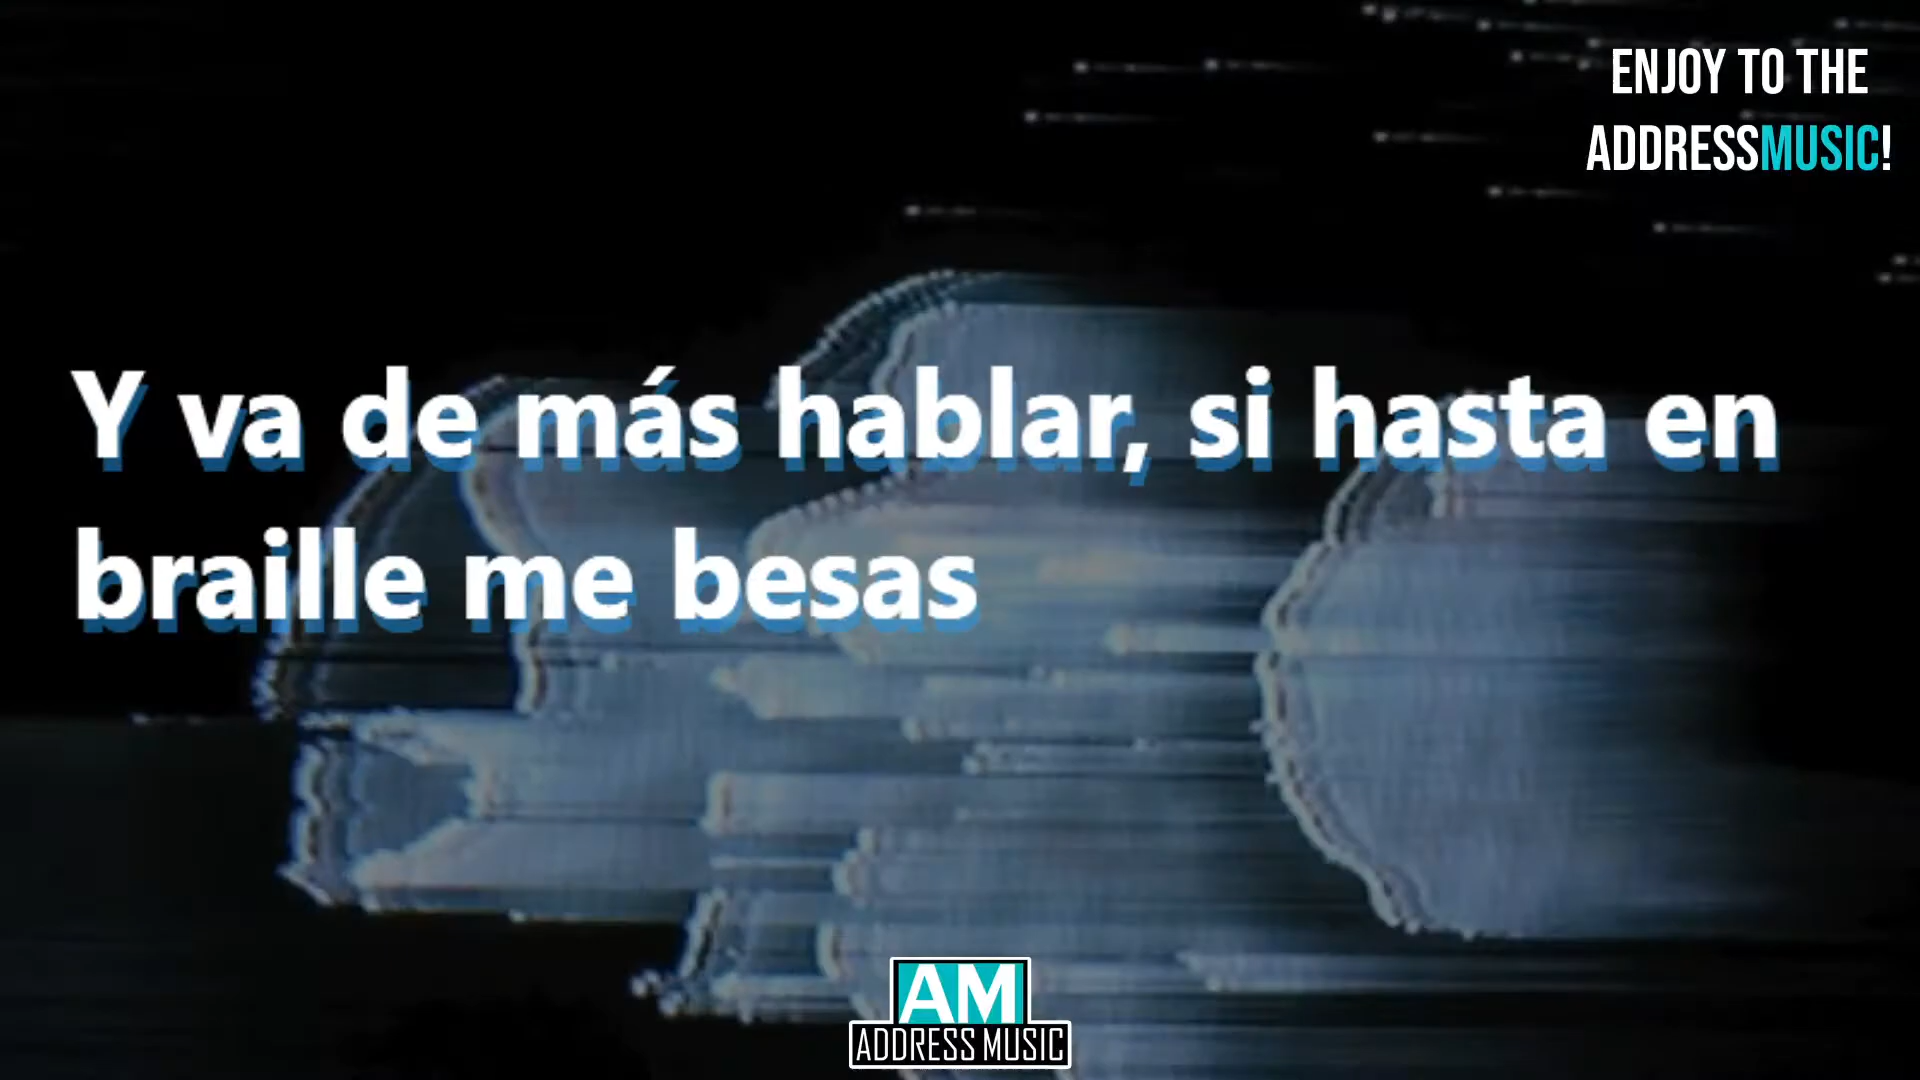 ENJOY TO THE
ADDRESSMUSIC!
Y va de más hablar, si hasta en
braille me besas
AM
ADDRESS MUSIC